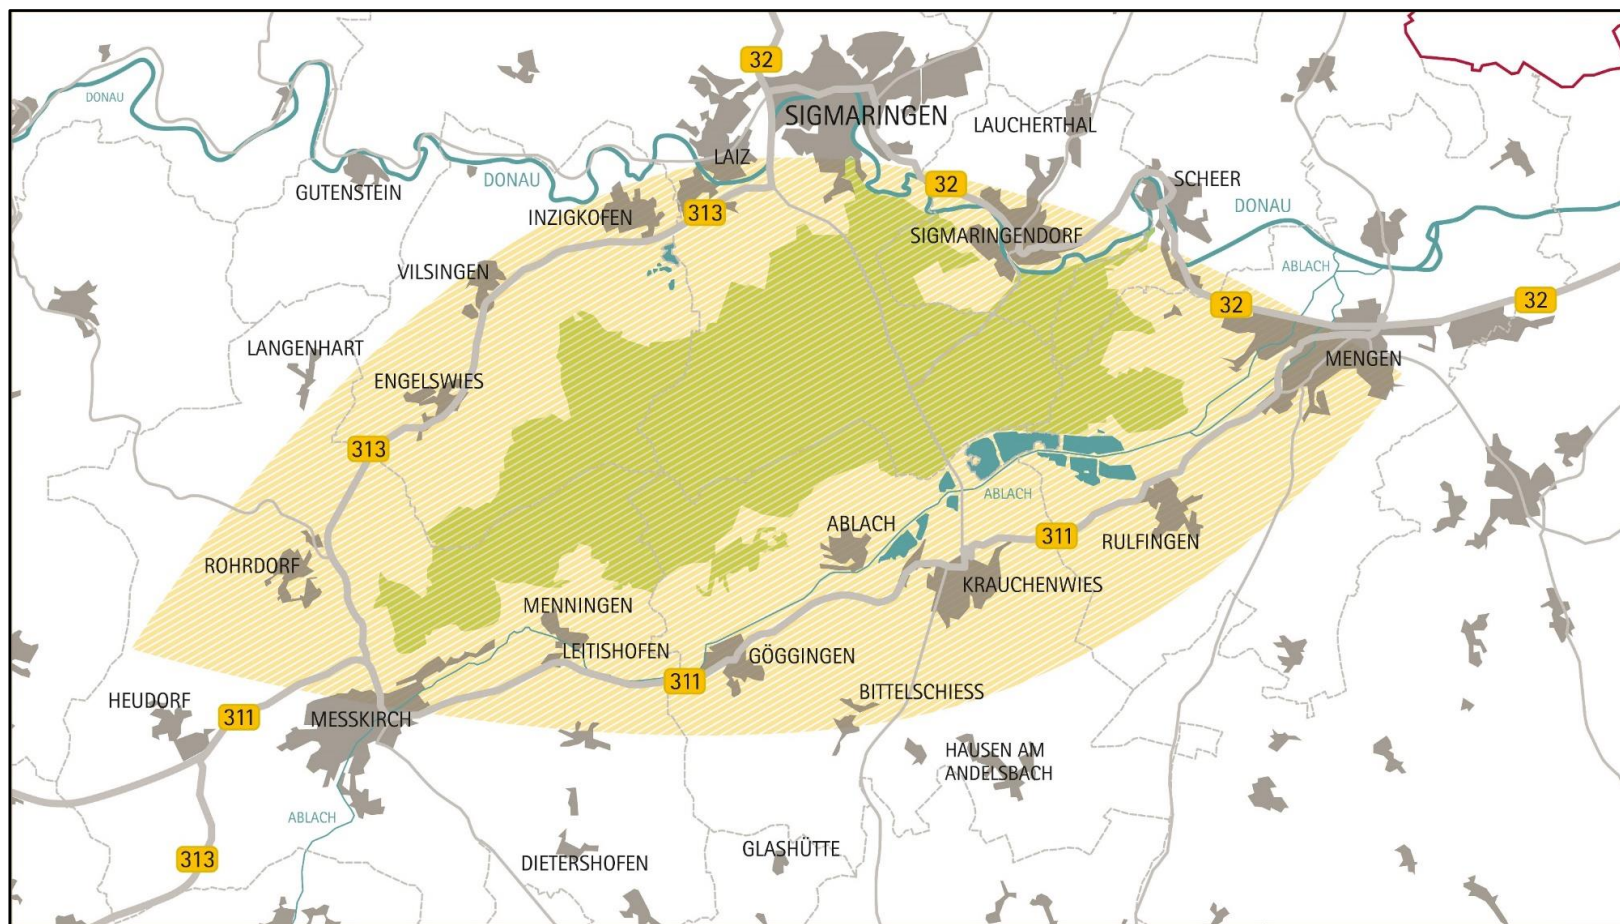 32
DONAU
SIGMARINGEN
LAUCHERTHAL
LAIZ
GUTENSTEIN
DONAU
32
SCHEER
INZIGKOFEN
313
DONAU
SIGMARINGENDORF
VILSINGEN
ABLACH
32
32
LANGENHART
MENGEN
ENGELSWIES
313
ABLACH
ABLACH
311
RULFINGEN
ROHRDORF
KRAUCHENWIES
MENNINGEN
LEITISHOFEN
GÖGGINGEN
311
BITTELSCHIESS
HEUDORF
311
MESSKIRCH
HAUSEN AM
ANDELSBACH
ABLACH
GLASHÜTTE
313
DIETERSHOFEN